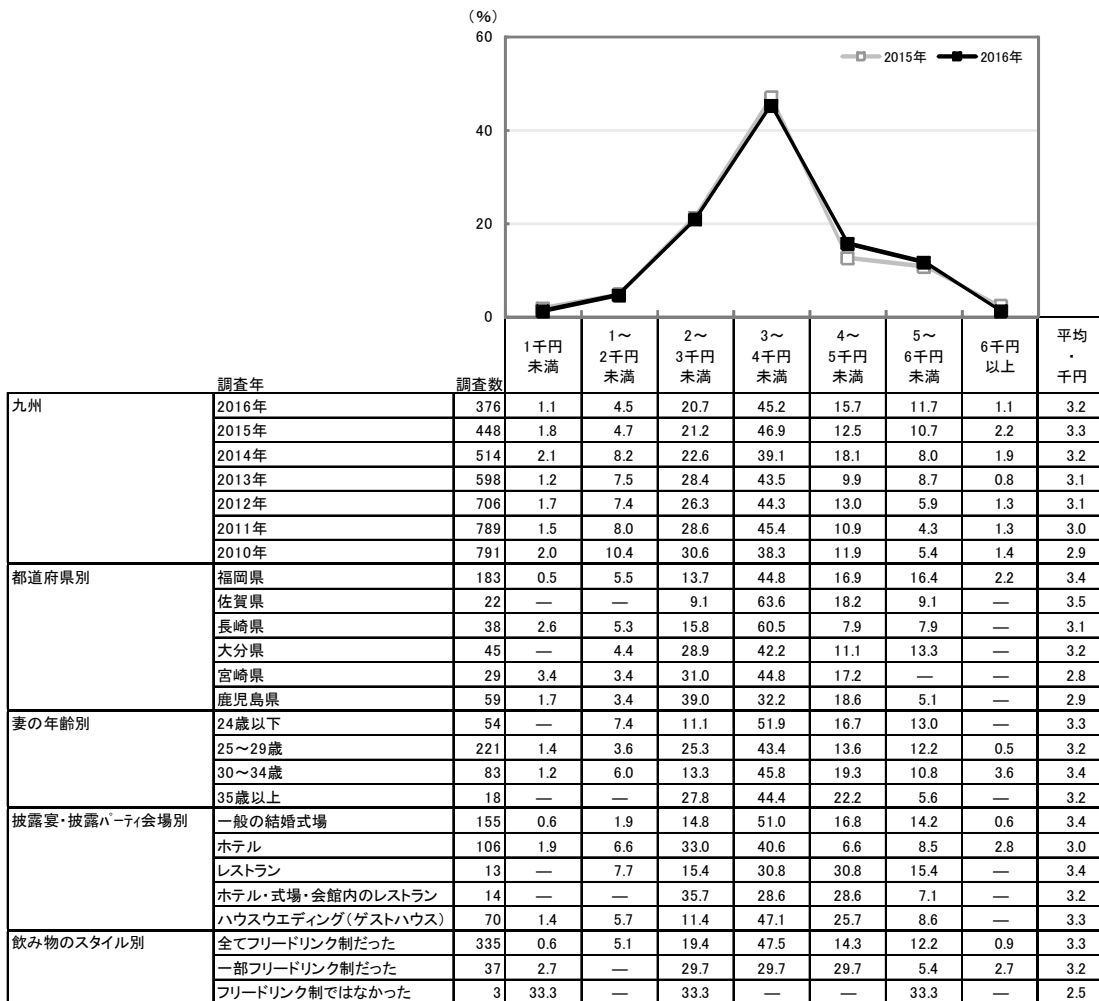 (%)
60
40
20
0
2015年 2016年
1千円未満 1～2千円未満 2～3千円未満 3～4千円未満 4～5千円未満 5～6千円未満 6千円以上 平均・千円
調査年 調査数
九州 2016年 376 1.1 4.5 20.7 45.2 15.7 11.7 1.1 3.2
2015年 448 1.8 4.7 21.2 46.9 12.5 10.7 2.2 3.3
2014年 514 2.1 8.2 22.6 39.1 18.1 8.0 1.9 3.2
2013年 598 1.2 7.5 28.4 43.5 9.9 8.7 0.8 3.1
2012年 706 1.7 7.4 26.3 44.3 13.0 5.9 1.3 3.1
2011年 789 1.5 8.0 28.6 45.4 10.9 4.3 1.3 3.0
2010年 791 2.0 10.4 30.6 38.3 11.9 5.4 1.4 2.9
都道府県別 福岡県 183 0.5 5.5 13.7 44.8 16.9 16.4 2.2 3.4
佐賀県 22 — — 9.1 63.6 18.2 9.1 — 3.5
長崎県 38 2.6 5.3 15.8 60.5 7.9 7.9 — 3.1
大分県 45 — 4.4 28.9 42.2 11.1 13.3 — 3.2
宮崎県 29 3.4 3.4 31.0 44.8 17.2 — — 2.8
鹿児島県 59 1.7 3.4 39.0 32.2 18.6 5.1 — 2.9
妻の年齢別 24歳以下 54 — 7.4 11.1 51.9 16.7 13.0 — 3.3
25～29歳 221 1.4 3.6 25.3 43.4 13.6 12.2 0.5 3.2
30～34歳 83 1.2 6.0 13.3 45.8 19.3 10.8 3.6 3.4
35歳以上 18 — — 27.8 44.4 22.2 5.6 — 3.2
披露宴・披露ﾊﾟｰﾃｨ会場別 一般の結婚式場 155 0.6 1.9 14.8 51.0 16.8 14.2 0.6 3.4
ホテル 106 1.9 6.6 33.0 40.6 6.6 8.5 2.8 3.0
レストラン 13 — 7.7 15.4 30.8 30.8 15.4 — 3.4
ホテル・式場・会館内のレストラン 14 — — 35.7 28.6 28.6 7.1 — 3.2
ハウスウエディング(ゲストハウス) 70 1.4 5.7 11.4 47.1 25.7 8.6 — 3.3
飲み物のスタイル別 全てフリードリンク制だった 335 0.6 5.1 19.4 47.5 14.3 12.2 0.9 3.3
一部フリードリンク制だった 37 2.7 — 29.7 29.7 29.7 5.4 2.7 3.2
フリードリンク制ではなかった 3 33.3 — 33.3 — — 33.3 — 2.5